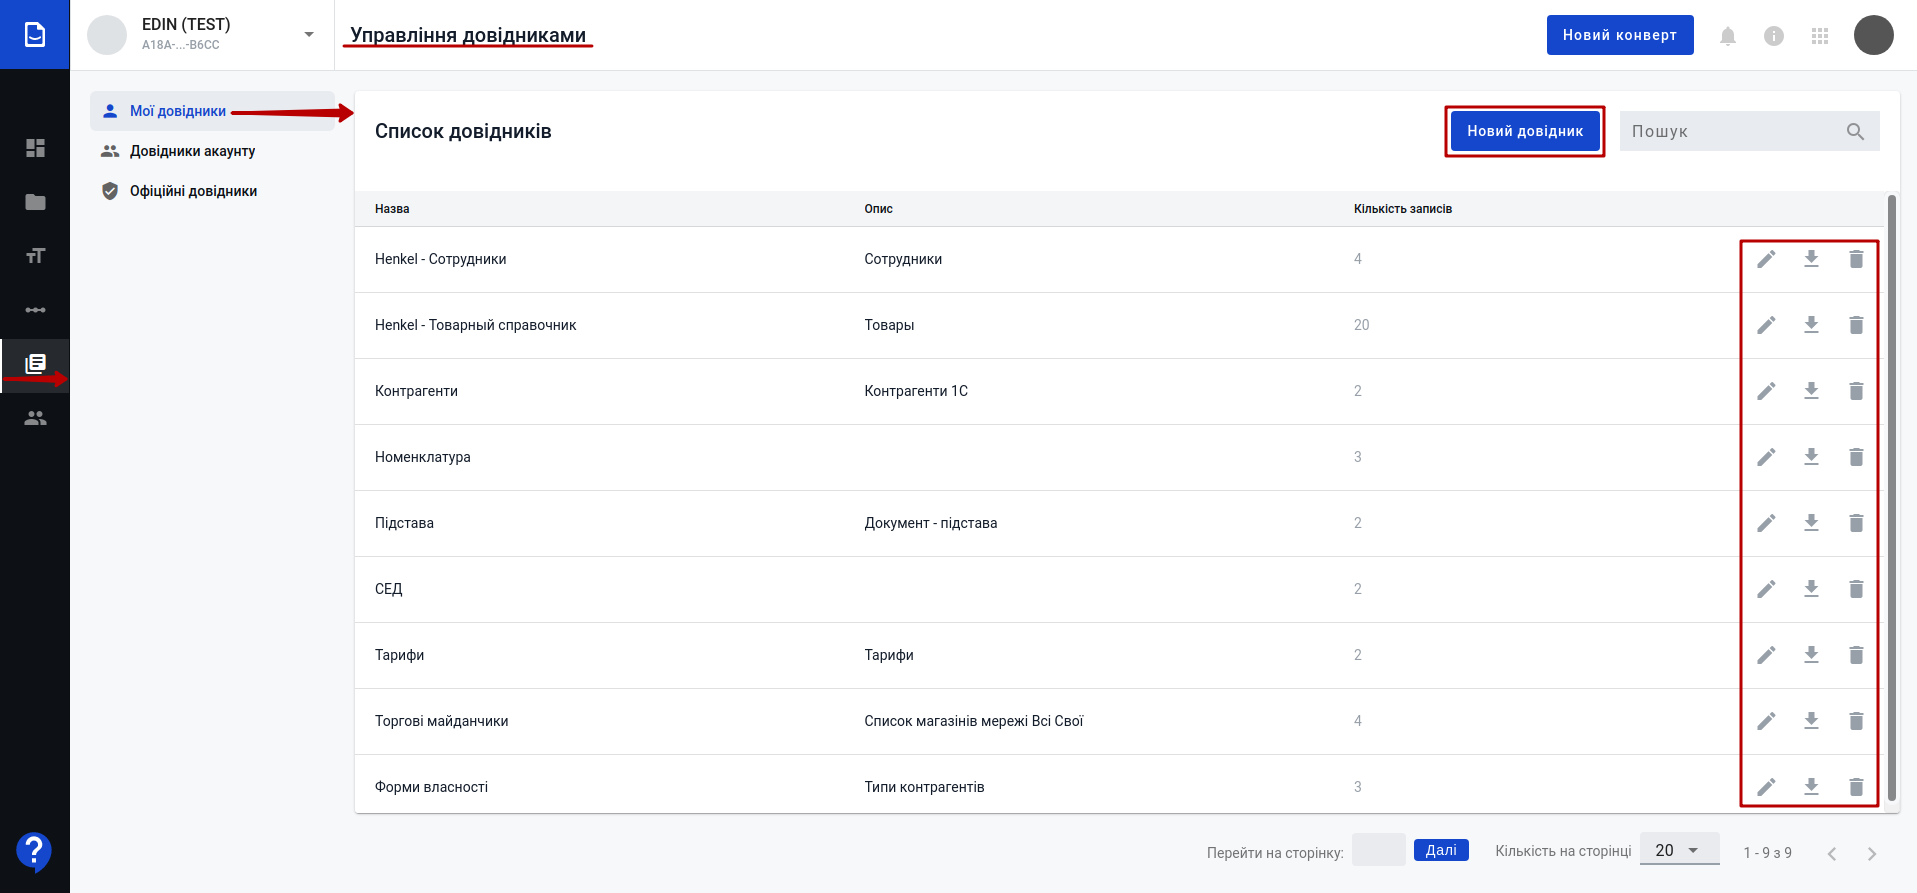 EDIN (TEST)
A18A-...-B6CC
Управління довідниками
Новий конверт
Мої довідники
Довідники акаунту
Офіційні довідники
Список довідників
Новий довідник
Пошук
Назва Опис Кількість записів
Henkel - Сотрудники Сотрудники 4
Henkel - Товарный справочник Товары 20
Контрагенти Контрагенти 1С 2
Номенклатура 3
Підстава Документ - підстава 2
СЕД 2
Тарифи Тарифи 2
Торгові майданчики Список магазінів мережі Всі Свої 4
Форми власності Типи контрагентів 3
Перейти на сторінку: Далі Кількість на сторінці 20 1 - 9 з 9